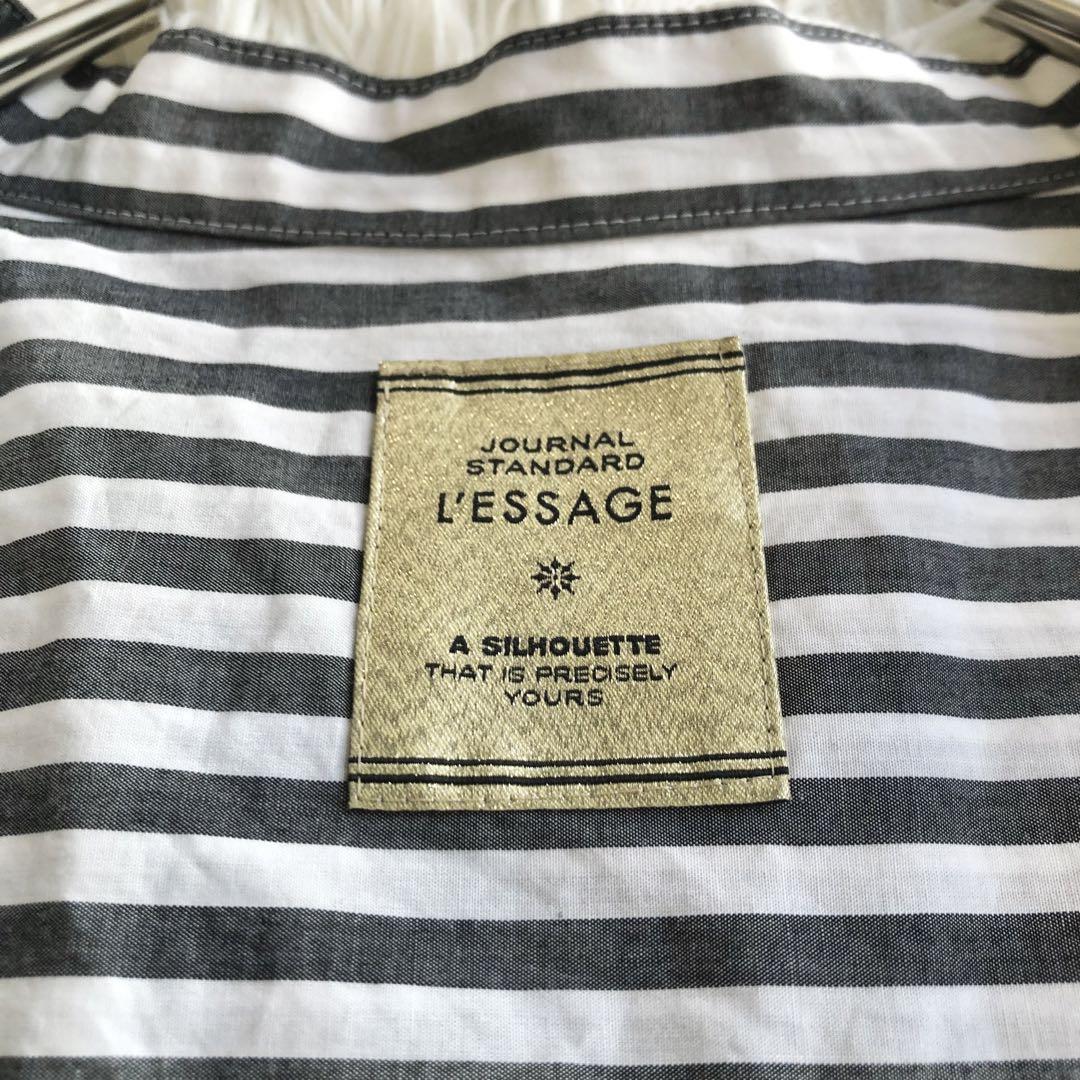 JOURNAL
STANDARD
L'ESSAGE
A SILHOUETTE
THAT IS PRECISELY
YOURS